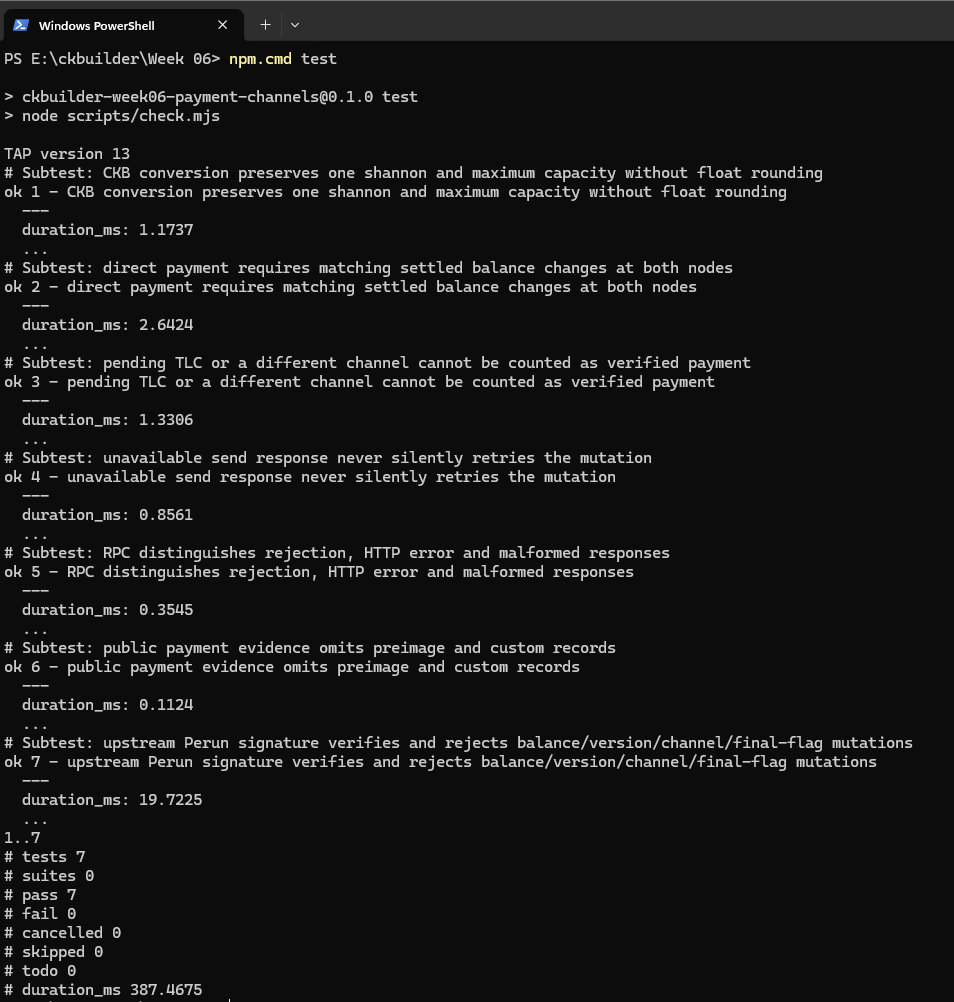 Windows PowerShell
PS E:\ckbuilder\Week 06> npm.cmd test
> ckbuilder-week06-payment-channels@0.1.0 test
> node scripts/check.mjs
TAP version 13
# Subtest: CKB conversion preserves one shannon and maximum capacity without float rounding
ok 1 - CKB conversion preserves one shannon and maximum capacity without float rounding
  ---
  duration_ms: 1.1737
  ...
# Subtest: direct payment requires matching settled balance changes at both nodes
ok 2 - direct payment requires matching settled balance changes at both nodes
  ---
  duration_ms: 2.6424
  ...
# Subtest: pending TLC or a different channel cannot be counted as verified payment
ok 3 - pending TLC or a different channel cannot be counted as verified payment
  ---
  duration_ms: 1.3306
  ...
# Subtest: unavailable send response never silently retries the mutation
ok 4 - unavailable send response never silently retries the mutation
  ---
  duration_ms: 0.8561
  ...
# Subtest: RPC distinguishes rejection, HTTP error and malformed responses
ok 5 - RPC distinguishes rejection, HTTP error and malformed responses
  ---
  duration_ms: 0.3545
  ...
# Subtest: public payment evidence omits preimage and custom records
ok 6 - public payment evidence omits preimage and custom records
  ---
  duration_ms: 0.1124
  ...
# Subtest: upstream Perun signature verifies and rejects balance/version/channel/final-flag mutations
ok 7 - upstream Perun signature verifies and rejects balance/version/channel/final-flag mutations
  ---
  duration_ms: 19.7225
  ...
1..7
# tests 7
# suites 0
# pass 7
# fail 0
# cancelled 0
# skipped 0
# todo 0
# duration_ms 387.4675